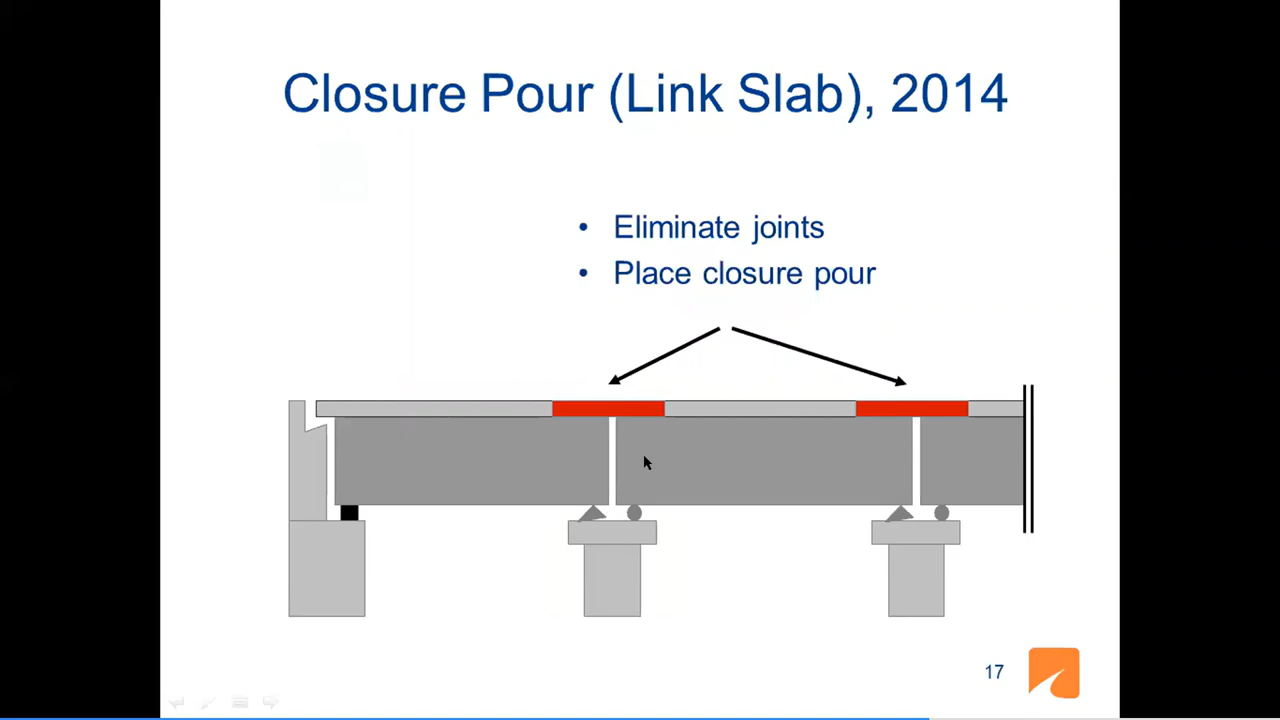 Closure Pour (Link Slab), 2014
• Eliminate joints
• Place closure pour
17